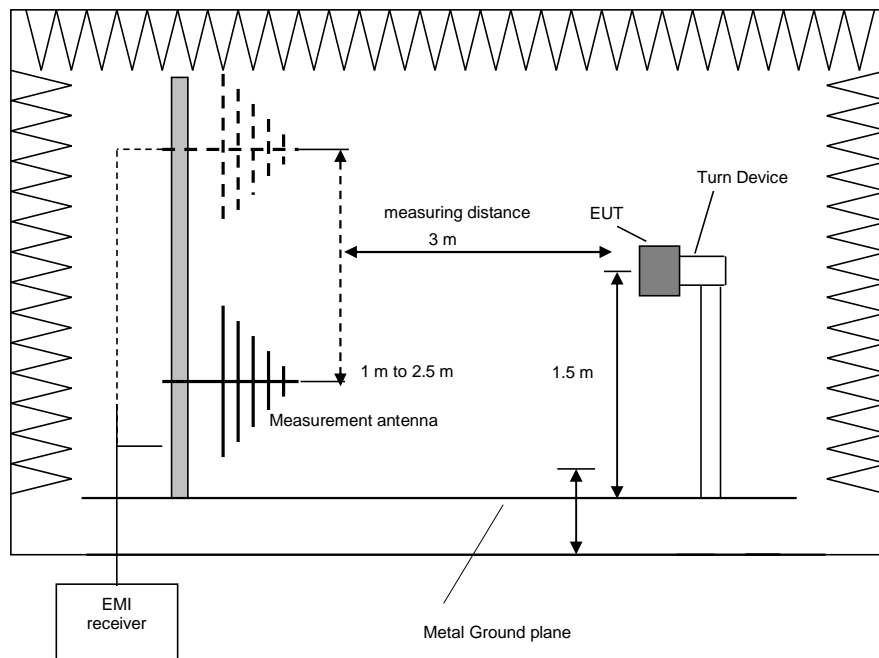 Turn Device
measuring distance
EUT
3 m
1 m to 2.5 m
1.5 m
Measurement antenna
EMI
receiver
Metal Ground plane